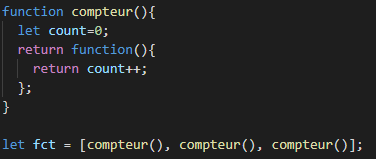 function compteur(){
  let count=0;
  return function(){
    return count++;
  };
}

let fct = [compteur(), compteur(), compteur()];